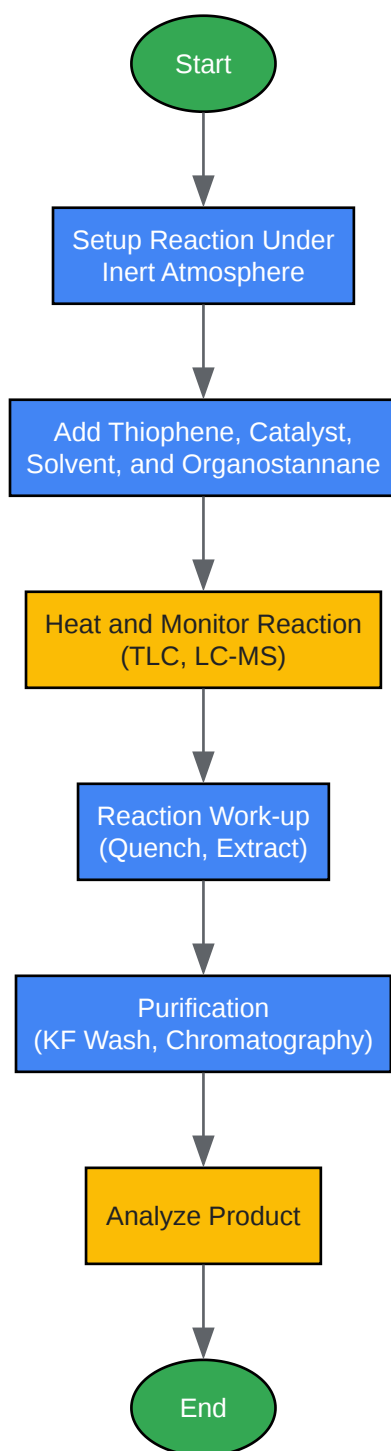 Start
Setup Reaction Under
Inert Atmosphere
Add Thiophene, Catalyst,
Solvent, and Organostannane
Heat and Monitor Reaction
(TLC, LC-MS)
Reaction Work-up
(Quench, Extract)
Purification
(KF Wash, Chromatography)
Analyze Product
End